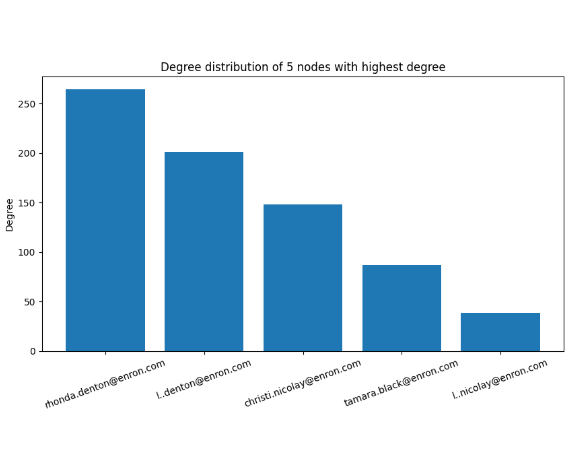 Degree distribution of 5 nodes with highest degree
Degree
250
200
150
100
50
0
rhonda.denton@enron.com
l..denton@enron.com
christi.nicolay@enron.com
tamara.black@enron.com
l..nicolay@enron.com